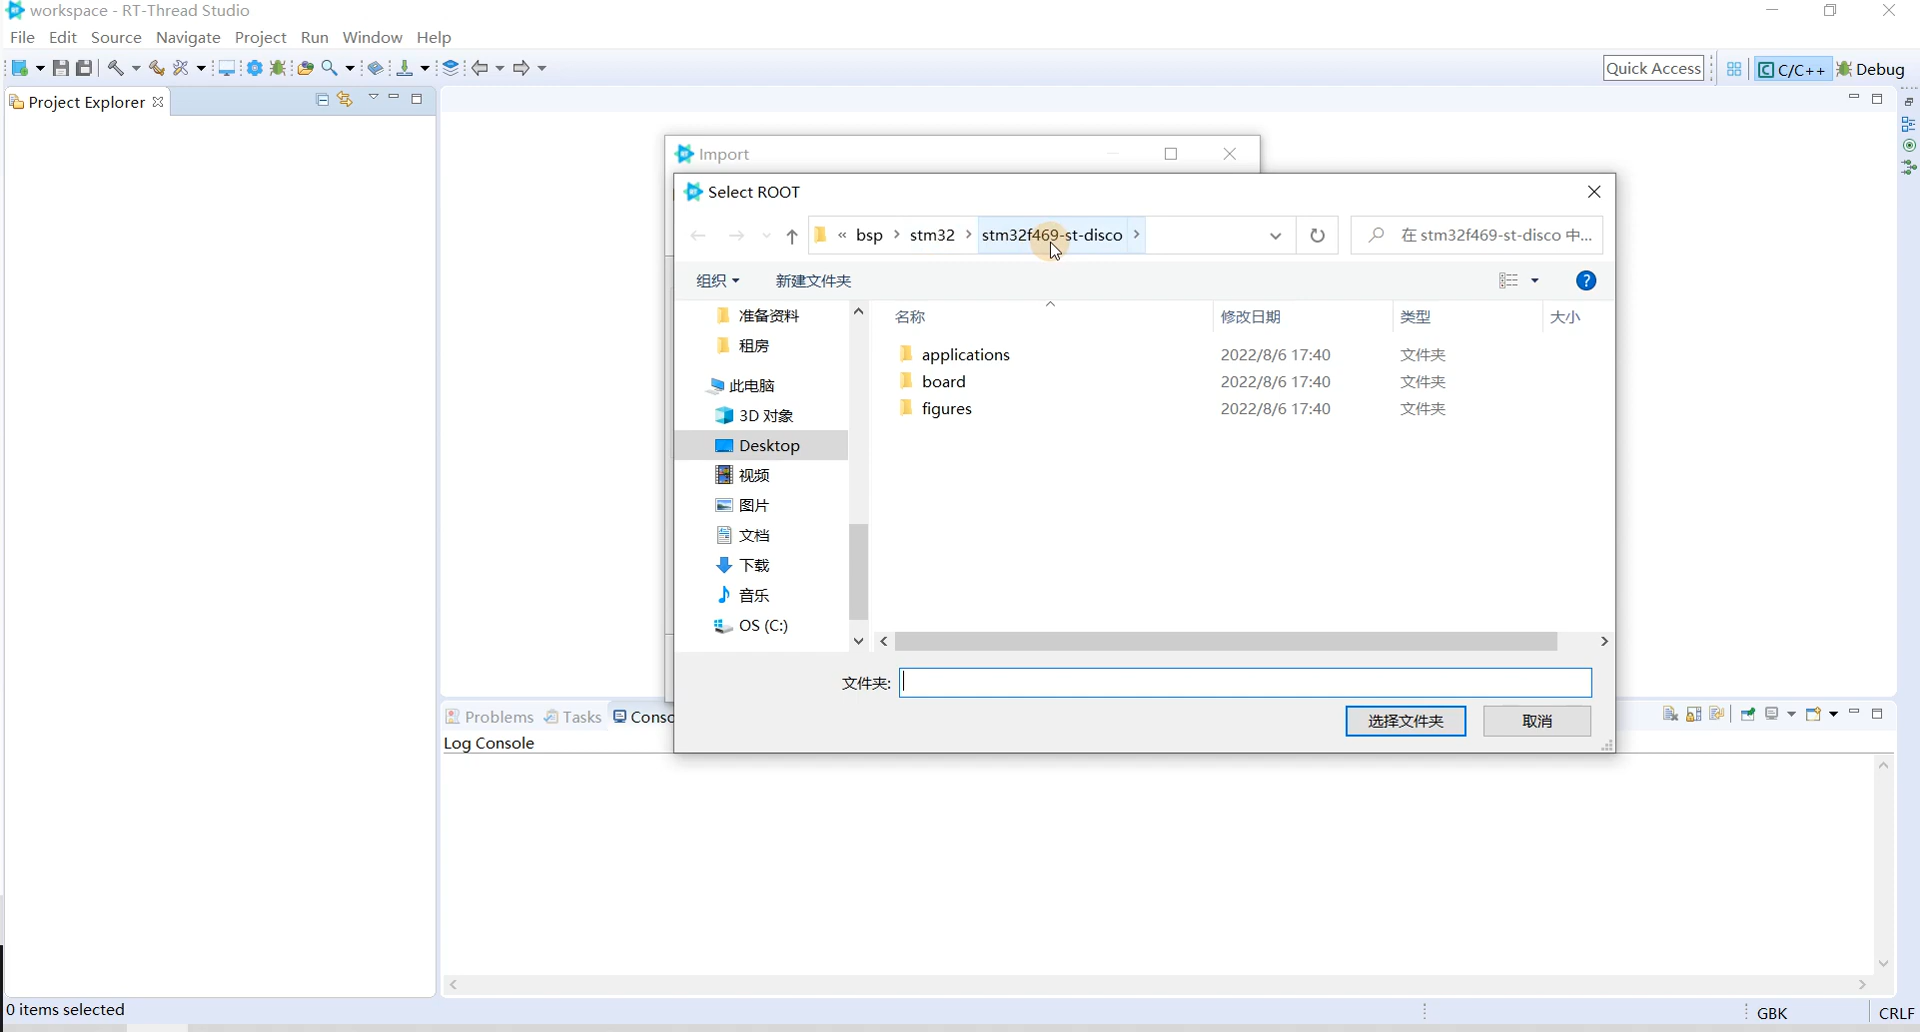 workspace - RT-Thread Studio
File Edit Source Navigate Project Run Window Help
Quick Access C/C++ Debug
Project Explorer
Import
Select ROOT
« bsp > stm32 > stm32f469-st-disco >
在 stm32f469-st-disco 中...
组织 新建文件夹
名称 修改日期 类型 大小
准备资料
租房
此电脑
3D 对象
Desktop
视频
图片
文档
下载
音乐
OS (C:)
applications 2022/8/6 17:40 文件夹
board 2022/8/6 17:40 文件夹
figures 2022/8/6 17:40 文件夹
文件夹:
选择文件夹 取消
Problems Tasks Conso
Log Console
0 items selected
GBK CRLF